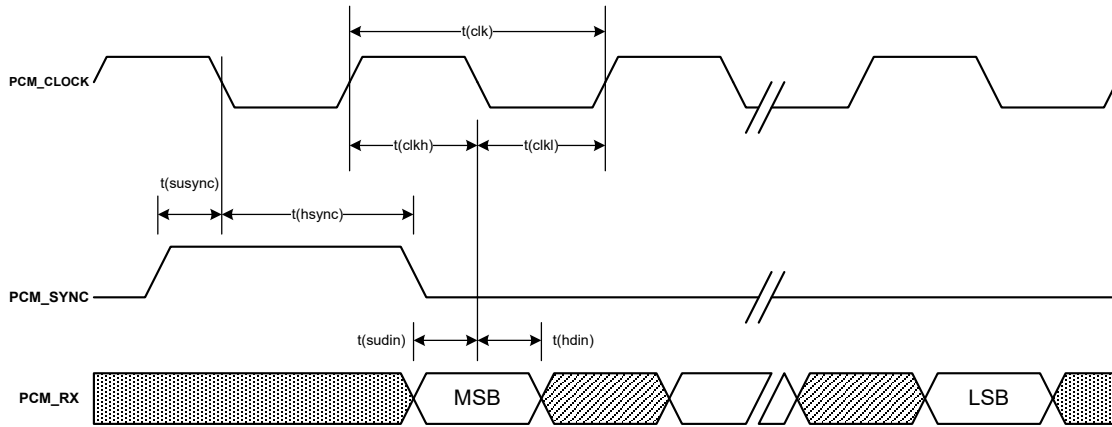 t(clk)
PCM_CLOCK
t(clkh)
t(clkl)
t(susync)
t(hsync)
PCM_SYNC
t(sudin)
t(hdin)
PCM_RX
MSB
LSB